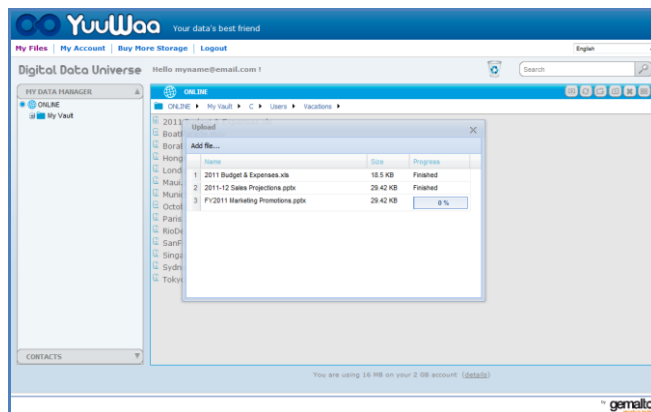 YuuWaa Your data's best friend
My Files | My Account | Buy More Storage | Logout
English
Digital Data Universe Hello myname@email.com !
Search
MY DATA MANAGER
ONLINE
My Vault
ONLINE
ONLINE My Vault C Users Vacations
2011
Upload
Add file...
Name Size Progress
1 2011 Budget & Expenses.xls 18.5 KB Finished
2 2011-12 Sales Projections.pptx 29.42 KB Finished
3 FY2011 Marketing Promotions.pptx 29.42 KB 0 %
Boat
Bora
Hong
Lond
Maui
Munic
Octo
Paris
RioDe
SanF
Singa
Sydn
Toky
CONTACTS
You are using 16 MB on your 2 GB account (details)
by gemalto